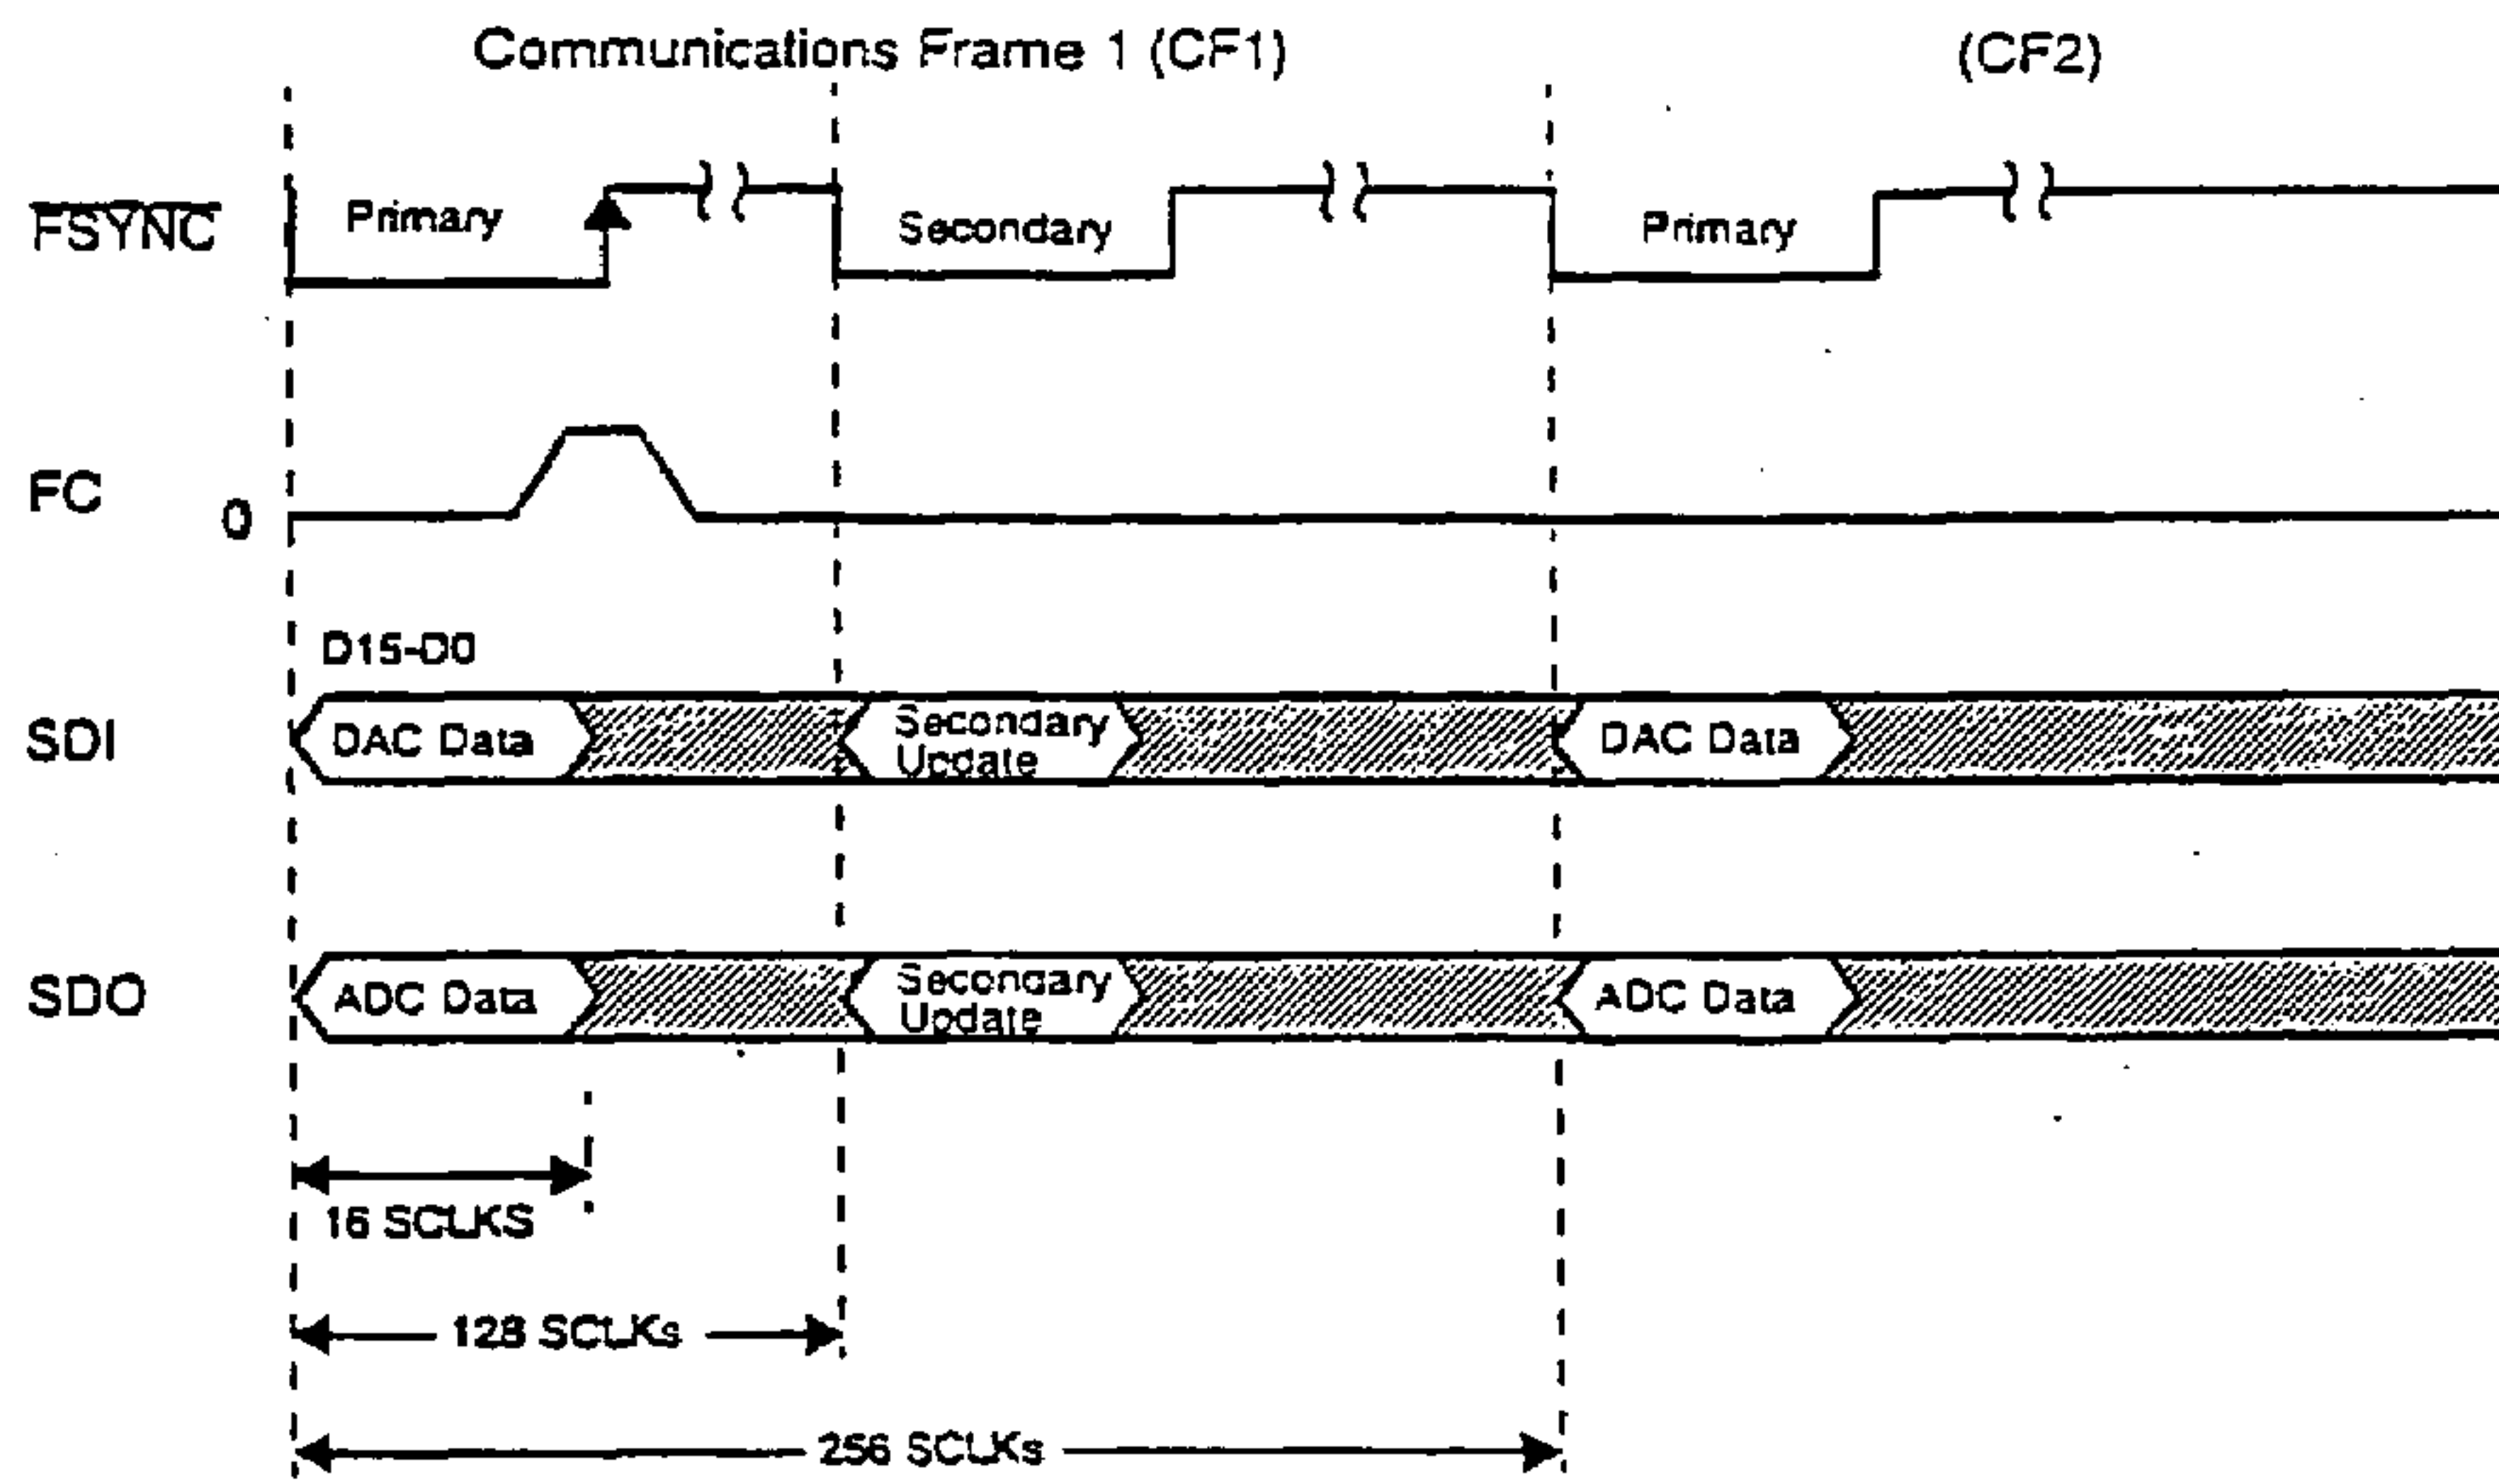 Communications Frame 1 (CF1)
(CF2)
FSYNC
Primary
Secondary
Primary
FC
0
D15-D0
SDI
DAC Data
Secondary
Update
DAC Data
SDO
ADC Data
Secondary
Update
ADC Data
16 SCLKS
128 SCLKs
256 SCLKs